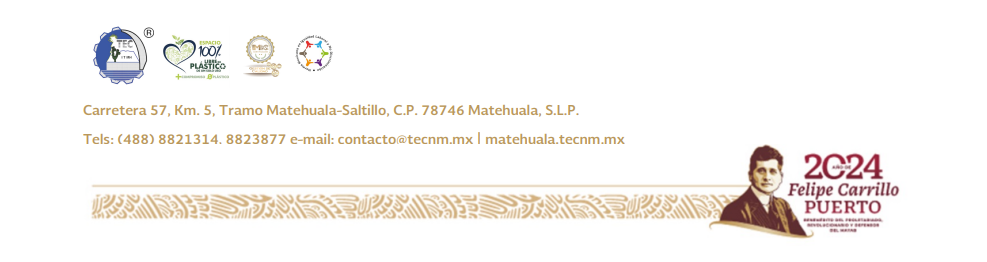 TEC
®
ESPACIO
100%
LIBRE DE
PLÁSTICO
Carretera 57, Km. 5, Tramo Matehuala-Saltillo, C.P. 78746 Matehuala, S.L.P.
Tels: (488) 8821314. 8823877 e-mail: contacto@tecnm.mx | matehuala.tecnm.mx
2024
AÑO DE
Felipe Carrillo
PUERTO
BENEMÉRITO DEL PROLETARIADO,
REVOLUCIONARIO Y DEFENSOR
DEL MAYAB